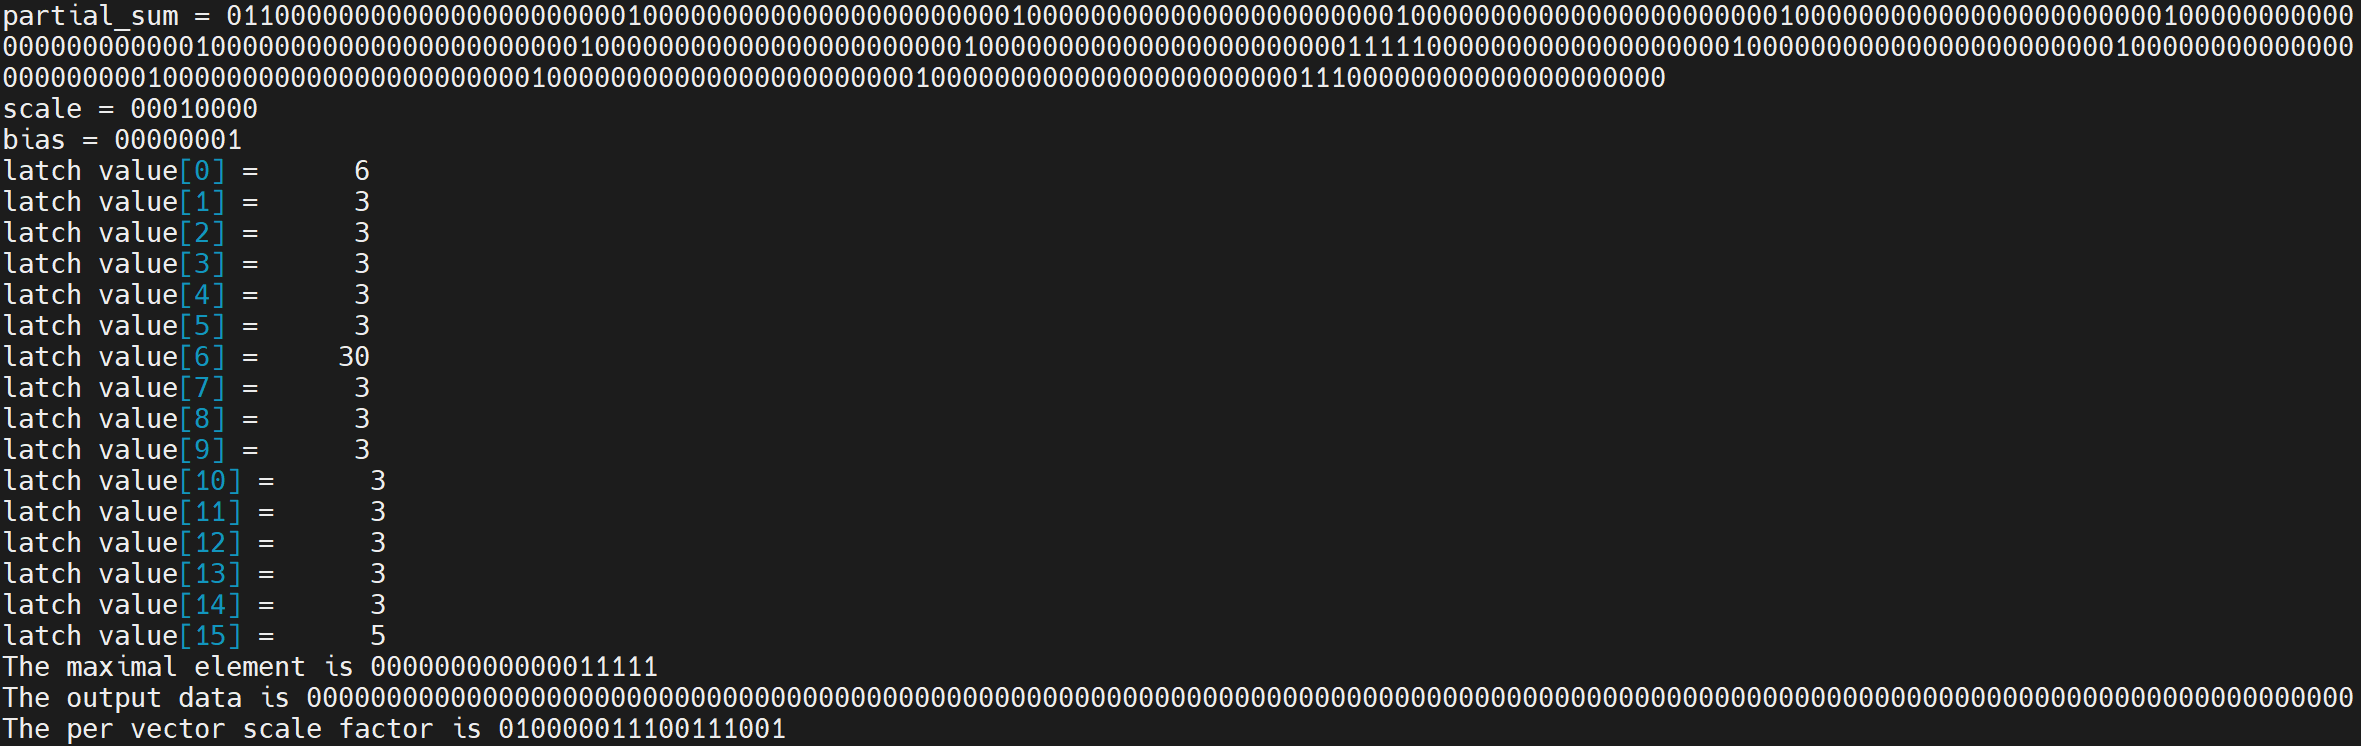 partial_sum = 0110000000000000000000000100000000000000000000000100000000000000000000000100000000000000000000000100000000000000000000000100000000000
000000000000100000000000000000000000100000000000000000000000100000000000000000000000111110000000000000000000100000000000000000000000100000000000000
00000000010000000000000000000000010000000000000000000000010000000000000000000000011100000000000000000000
scale = 00010000
bias = 00000001
latch value[0] =      6
latch value[1] =      3
latch value[2] =      3
latch value[3] =      3
latch value[4] =      3
latch value[5] =      3
latch value[6] =     30
latch value[7] =      3
latch value[8] =      3
latch value[9] =      3
latch value[10] =      3
latch value[11] =      3
latch value[12] =      3
latch value[13] =      3
latch value[14] =      3
latch value[15] =      5
The maximal element is 000000000000011111
The output data is 00000000000000000000000000000000000000000000000000000000000000000000000000000000000000000000000000000000000000000000000000000000
The per vector scale factor is 010000011100111001